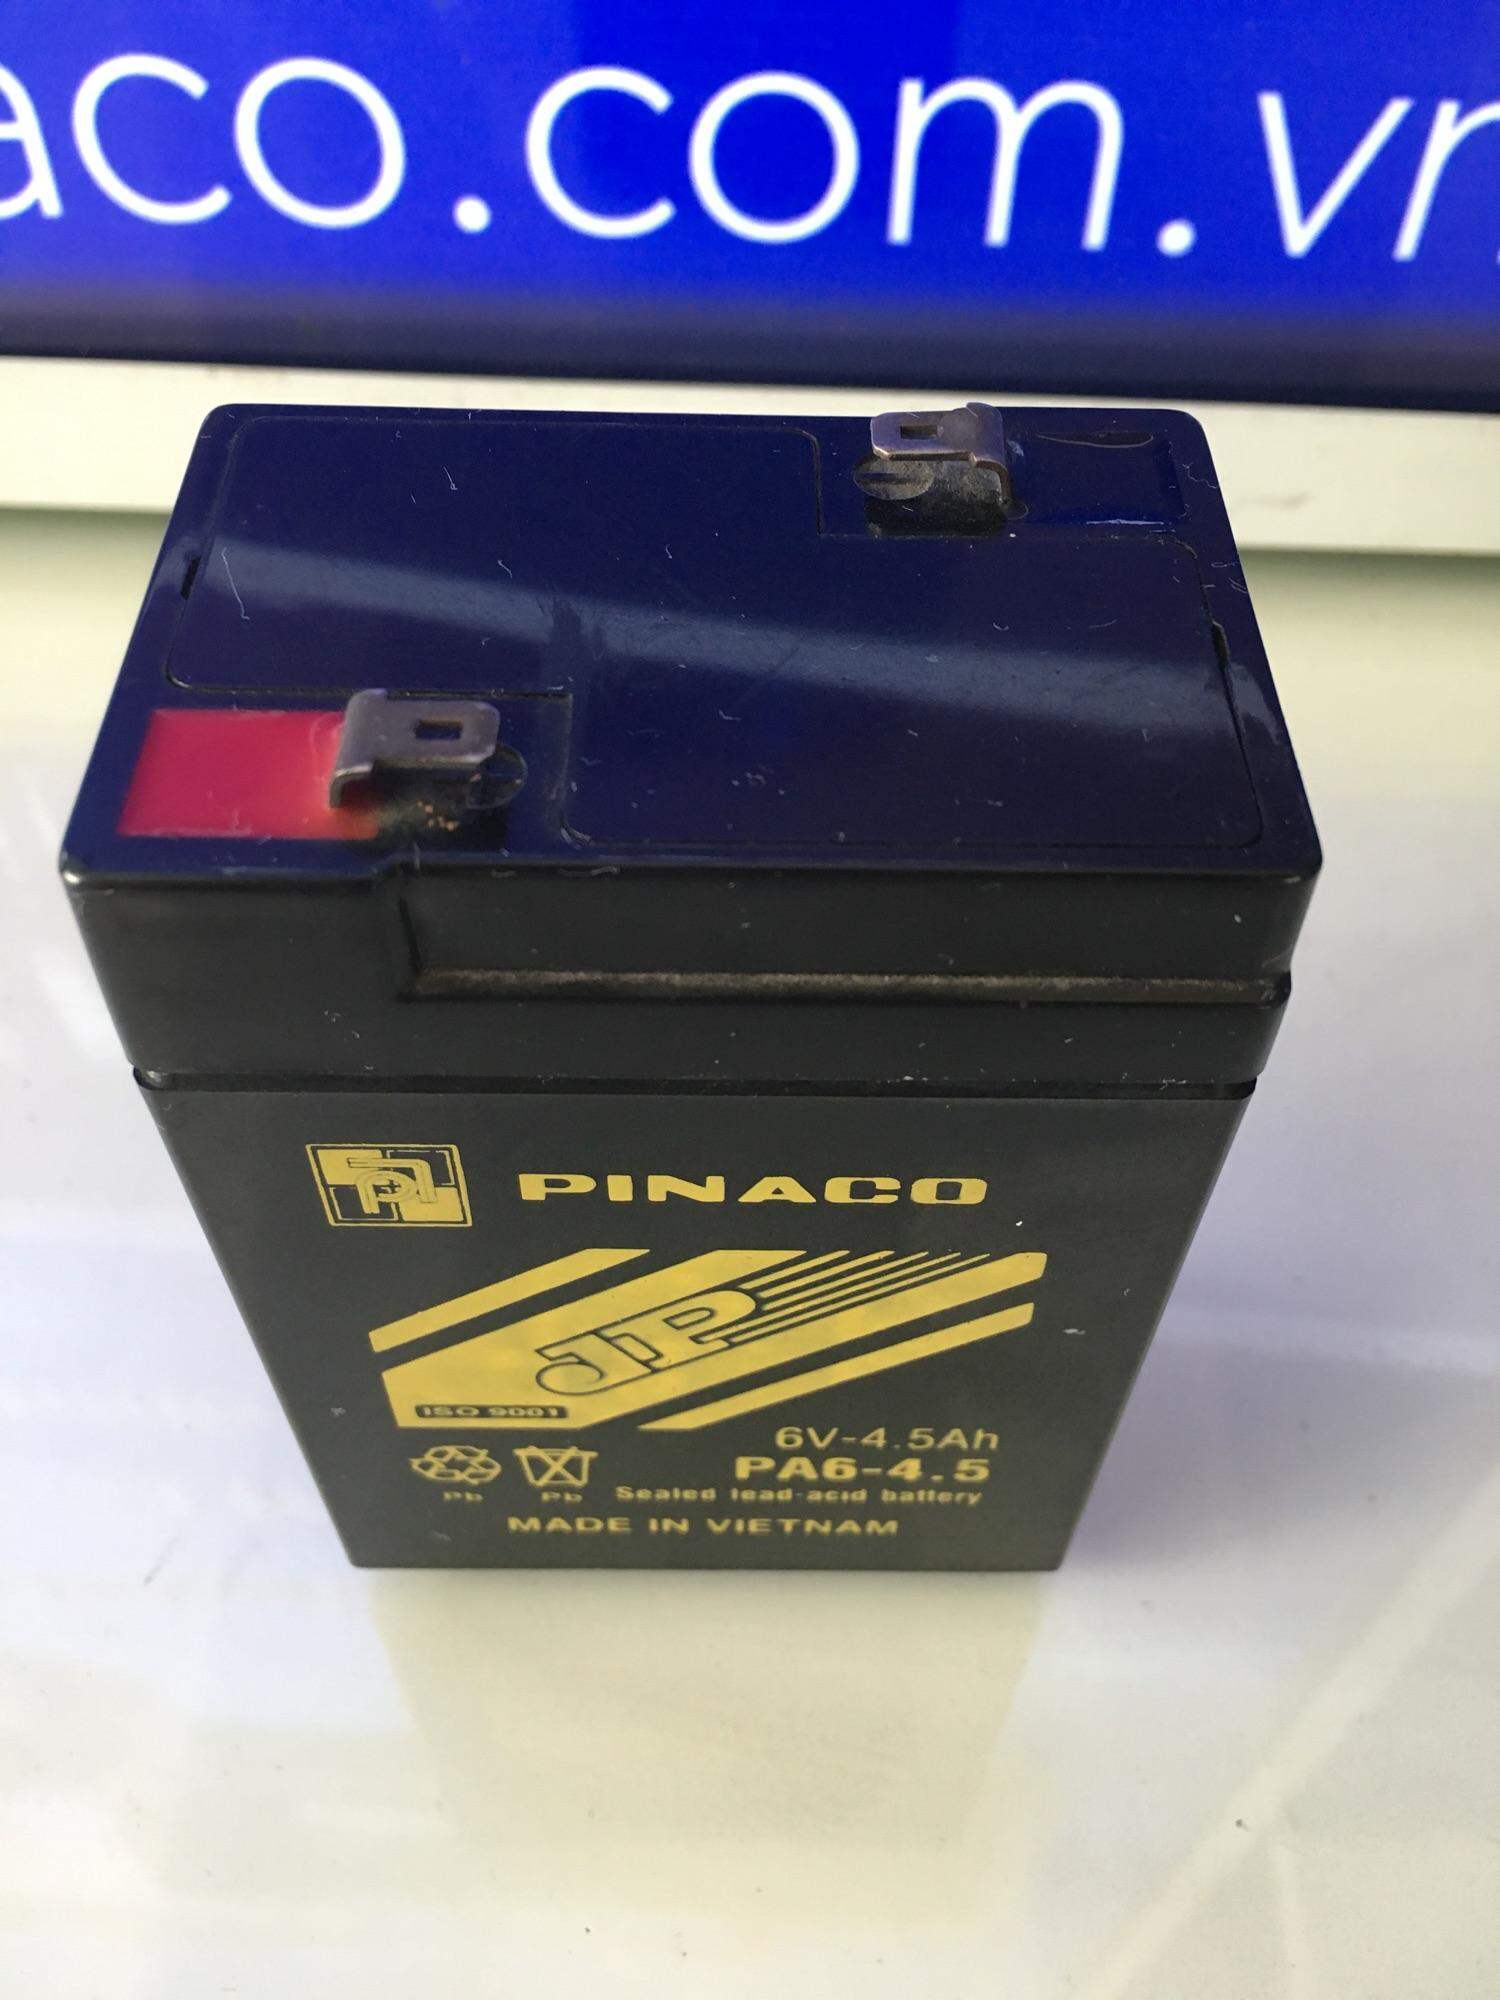 aco.com.vn
PINACO
JP
ISO 9001
6V-4.5Ah
PA6-4.5
Pb Pb Sealed lead-acid battery
MADE IN VIETNAM